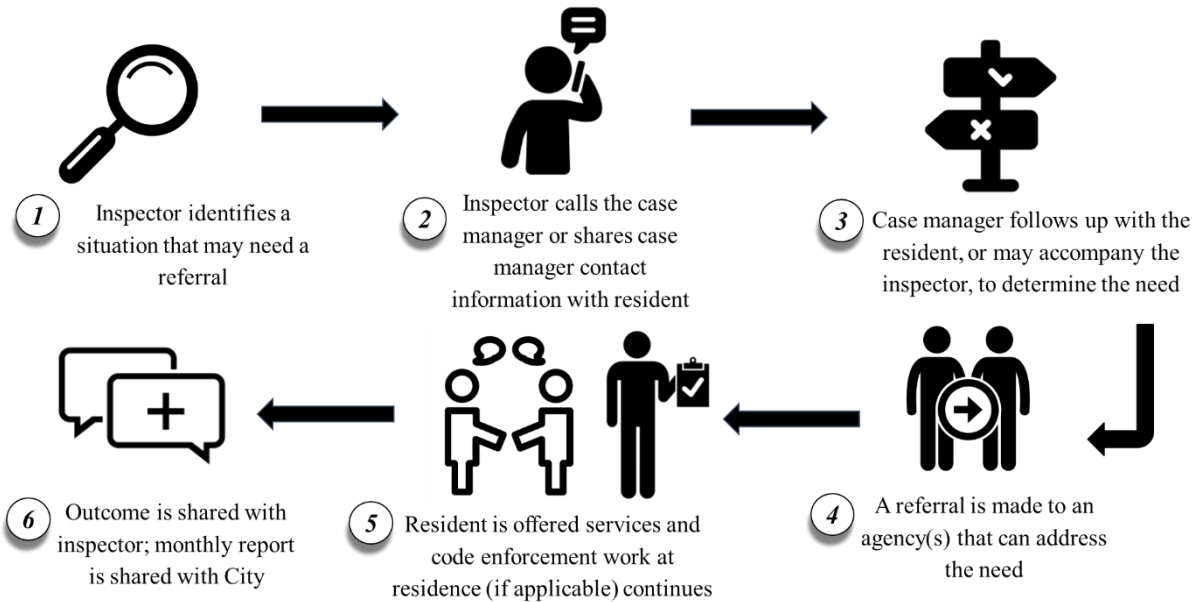 1
Inspector identifies a
situation that may need a
referral
2
Inspector calls the case
manager or shares case
manager contact
information with resident
3
Case manager follows up with the
resident, or may accompany the
inspector, to determine the need
4
A referral is made to an
agency(s) that can address
the need
5
Resident is offered services and
code enforcement work at
residence (if applicable) continues
6
Outcome is shared with
inspector; monthly report
is shared with City